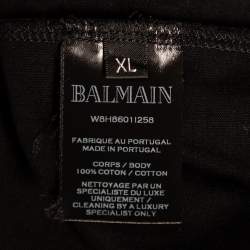 XL
BALMAIN
W8H86011258
FABRIQUE AU PORTUGAL
MADE IN PORTUGAL
CORPS / BODY
100% COTON / COTTON
NETTOYAGE PAR UN
SPECIALISTE DU LUXE
UNIQUEMENT /
CLEANING BY A LUXURY
SPECIALIST ONLY